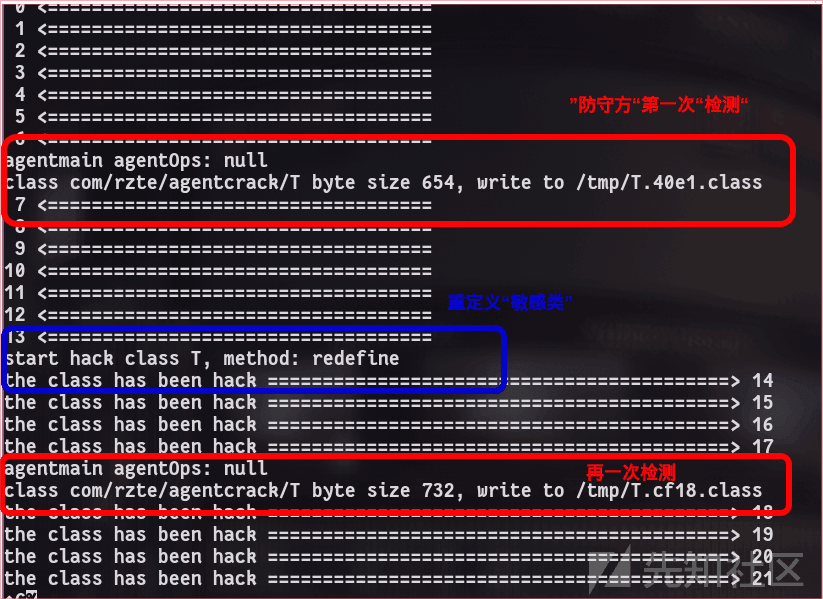 0 <===================================
1 <===================================
2 <===================================
3 <===================================
4 <===================================
5 <===================================
”防守方“第一次“检测“
6 <===================================
agentmain agentOps: null
class com/rzte/agentcrack/T byte size 654, write to /tmp/T.40e1.class
7 <===================================
8 <===================================
9 <===================================
10 <===================================
11 <===================================
重定义“敏感类”
12 <===================================
13 <===================================
start hack class T, method: redefine
the class has been hack ==========================================> 14
the class has been hack ==========================================> 15
the class has been hack ==========================================> 16
the class has been hack ==========================================> 17
agentmain agentOps: null
再一次检测
class com/rzte/agentcrack/T byte size 732, write to /tmp/T.cf18.class
the class has been hack ==========================================> 18
the class has been hack ==========================================> 19
the class has been hack ==========================================> 20
the class has been hack ==========================================> 21
先知社区